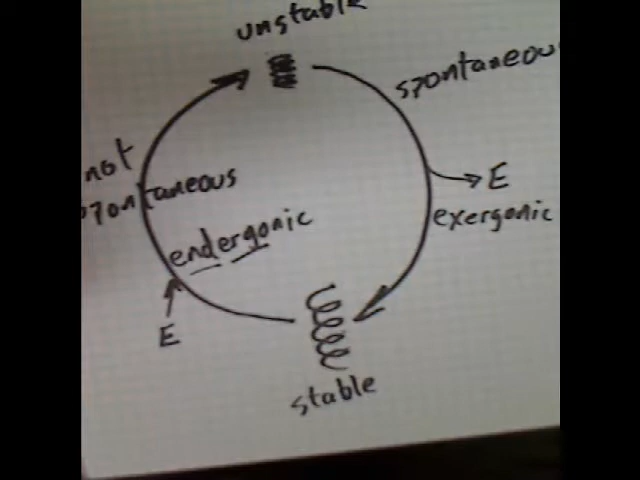 unstable
spontaneou
E
exergonic
not
spontaneous
endergonic
E
stable